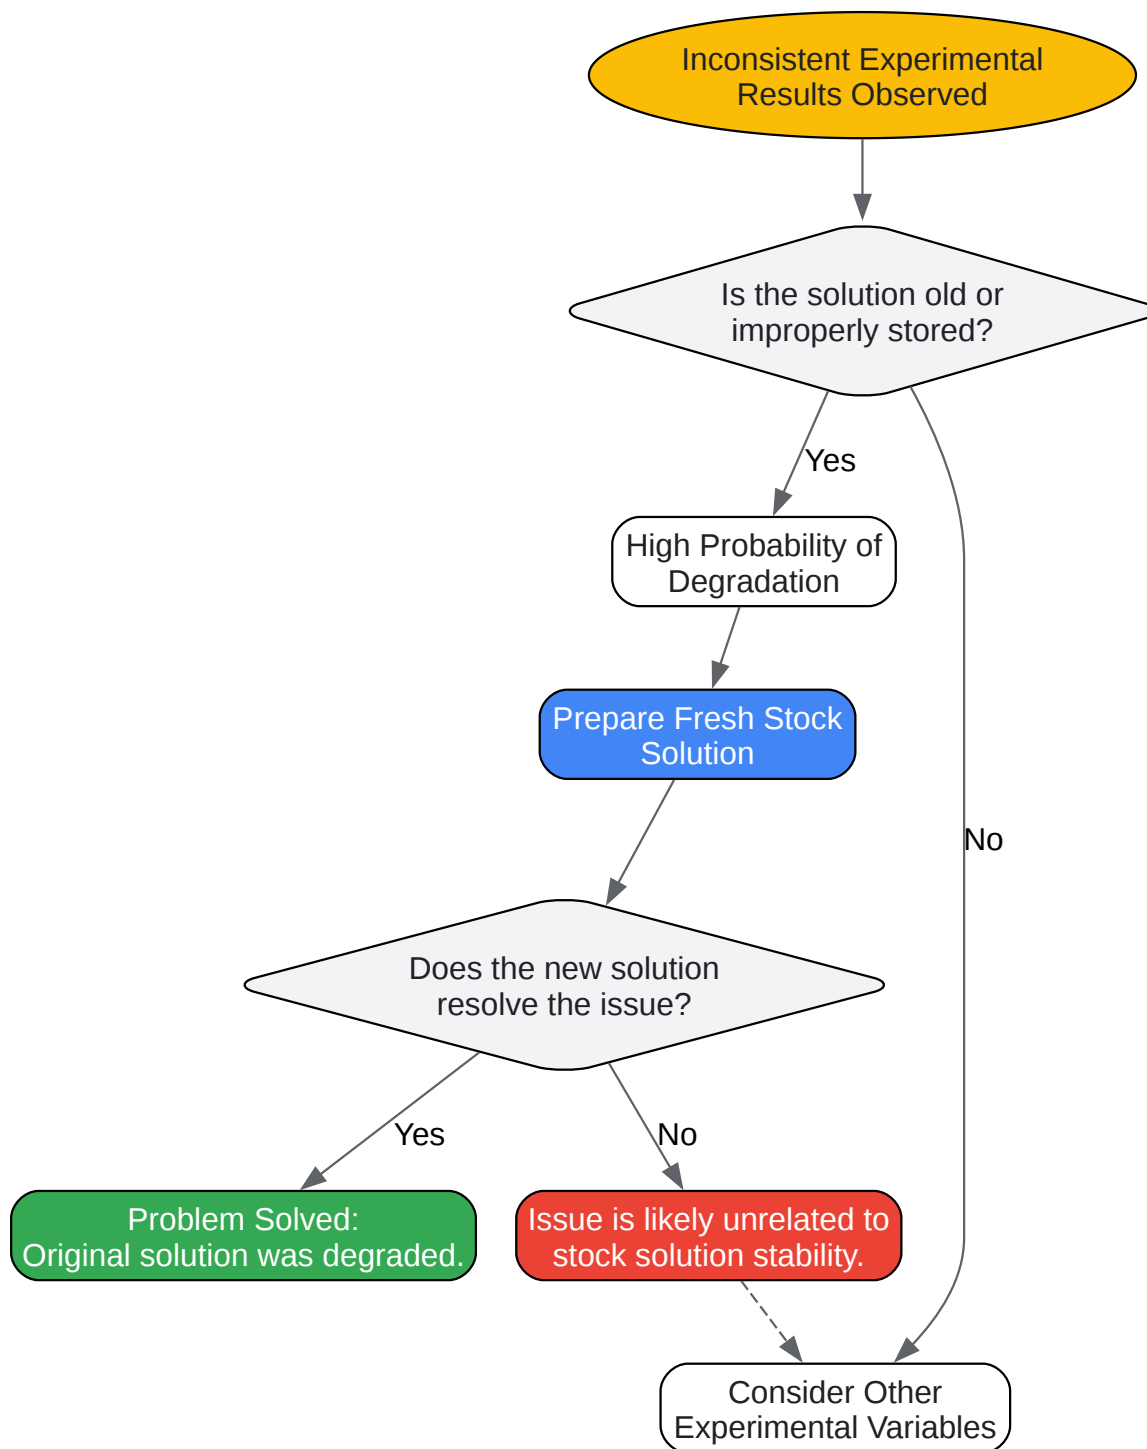 Inconsistent Experimental
Results Observed
Is the solution old or
improperly stored?
Yes
High Probability of
Degradation
Prepare Fresh Stock
Solution
No
Does the new solution
resolve the issue?
Yes
No
Problem Solved:
Original solution was degraded.
Issue is likely unrelated to
stock solution stability.
Consider Other
Experimental Variables